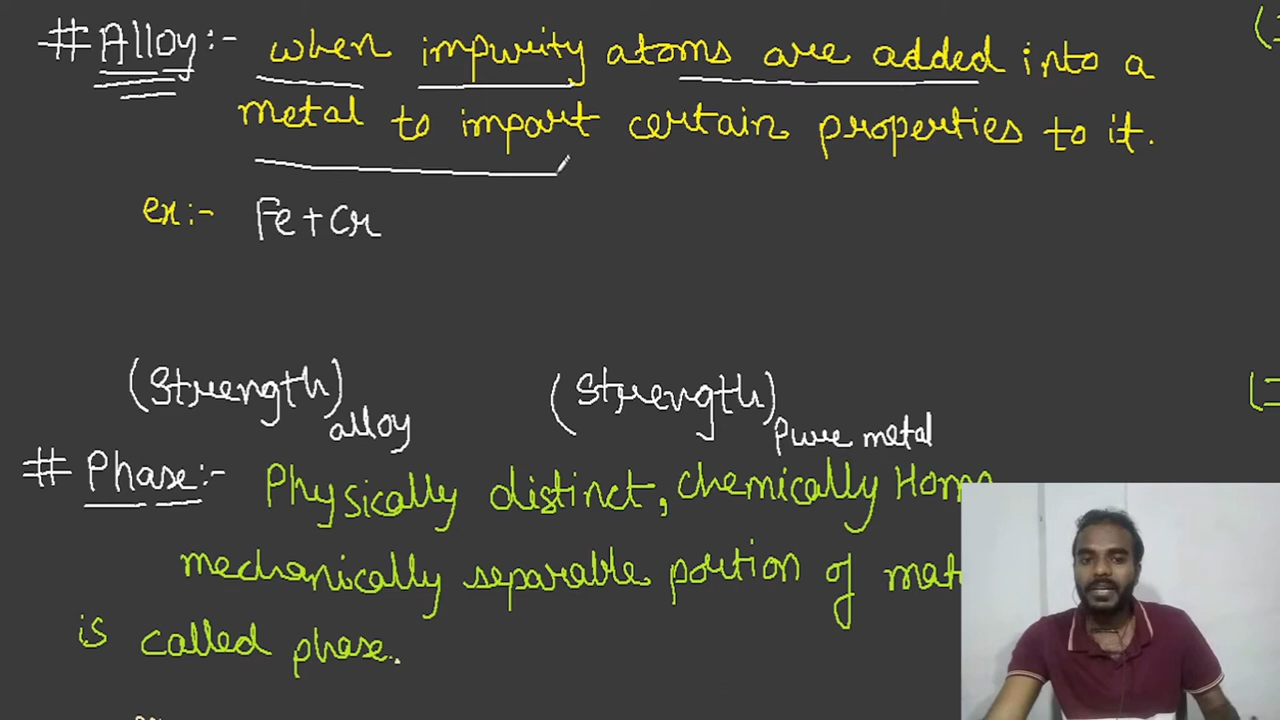 # Alloy :- when impurity atoms are added into a
metal to impart certain properties to it.
ex :- Fe + Cr
(Strength)alloy (Strength)pure metal
# Phase :- Physically distinct, chemically
mechanically separable portion of
is called phase.